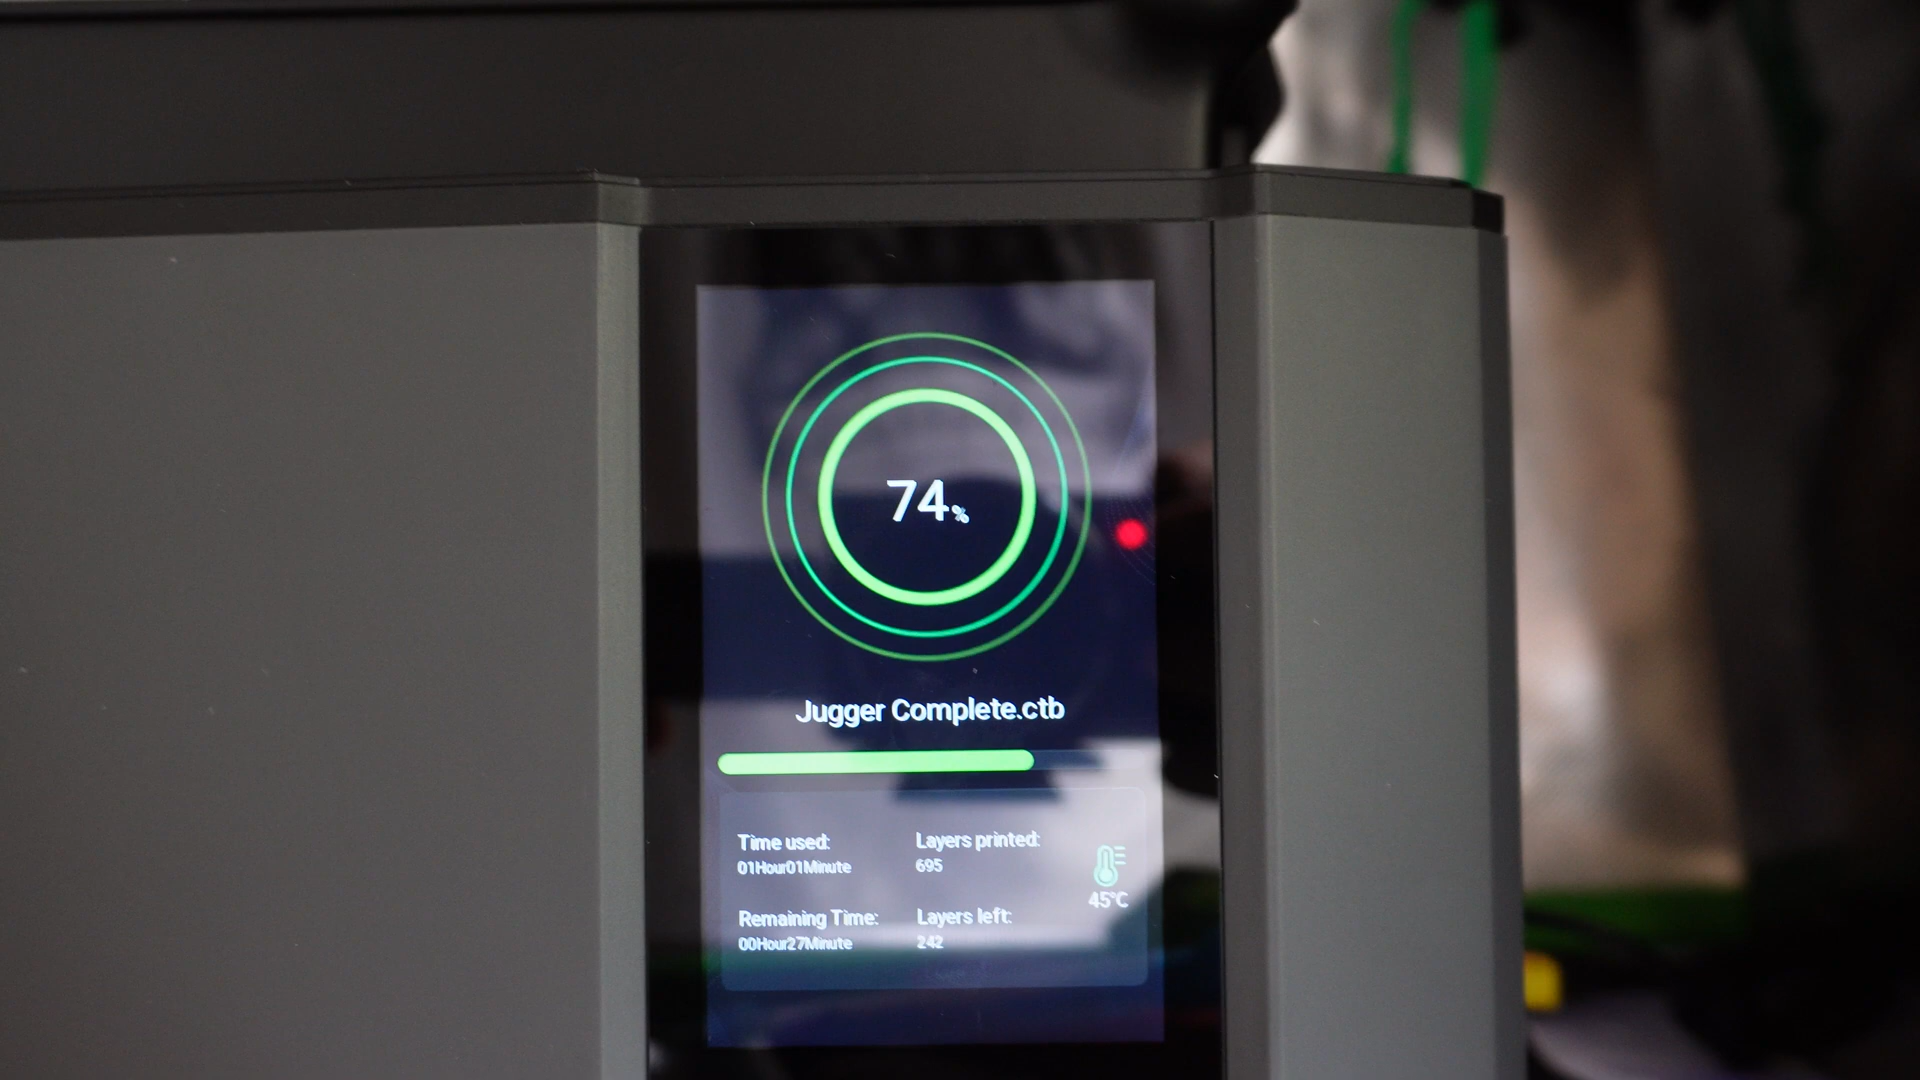 74%
Jugger Complete.ctb
Time used:
01Hour01Minute
Layers printed:
695
45°C
Remaining Time:
00Hour27Minute
Layers left:
242